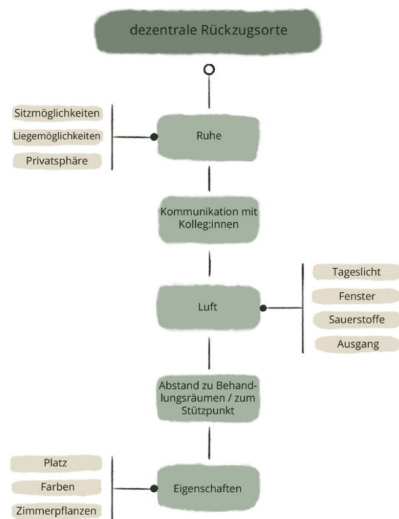 dezentrale Rückzugsorte
Sitzmöglichkeiten
Liegemöglichkeiten
Privatsphäre
Ruhe
Kommunikation mit
Kolleg:innen
Luft
Tageslicht
Fenster
Sauerstoffe
Ausgang
Abstand zu Behand-
lungsräumen / zum
Stützpunkt
Platz
Farben
Zimmerpflanzen
Eigenschaften